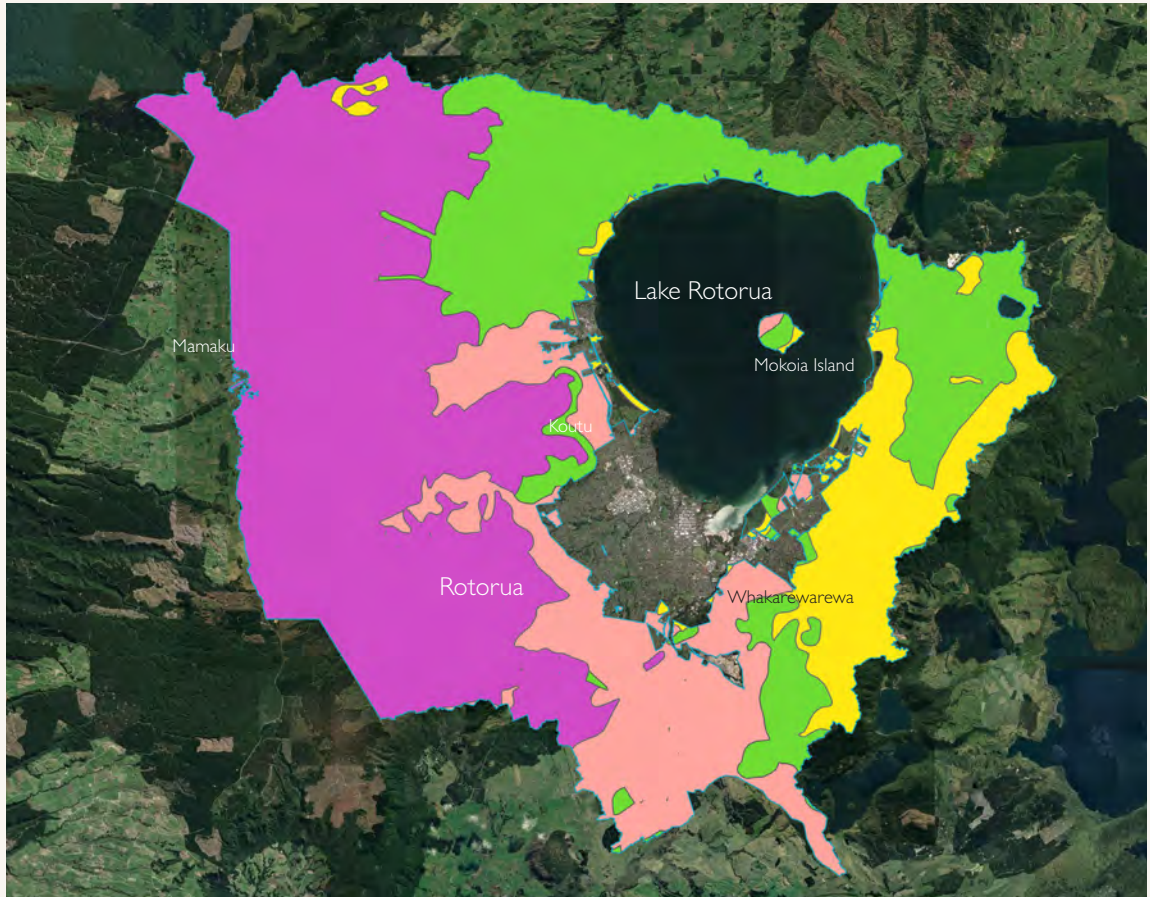 Lake Rotorua
Mamaku
Mokoia Island
Koutu
Rotorua
Whakarewarewa